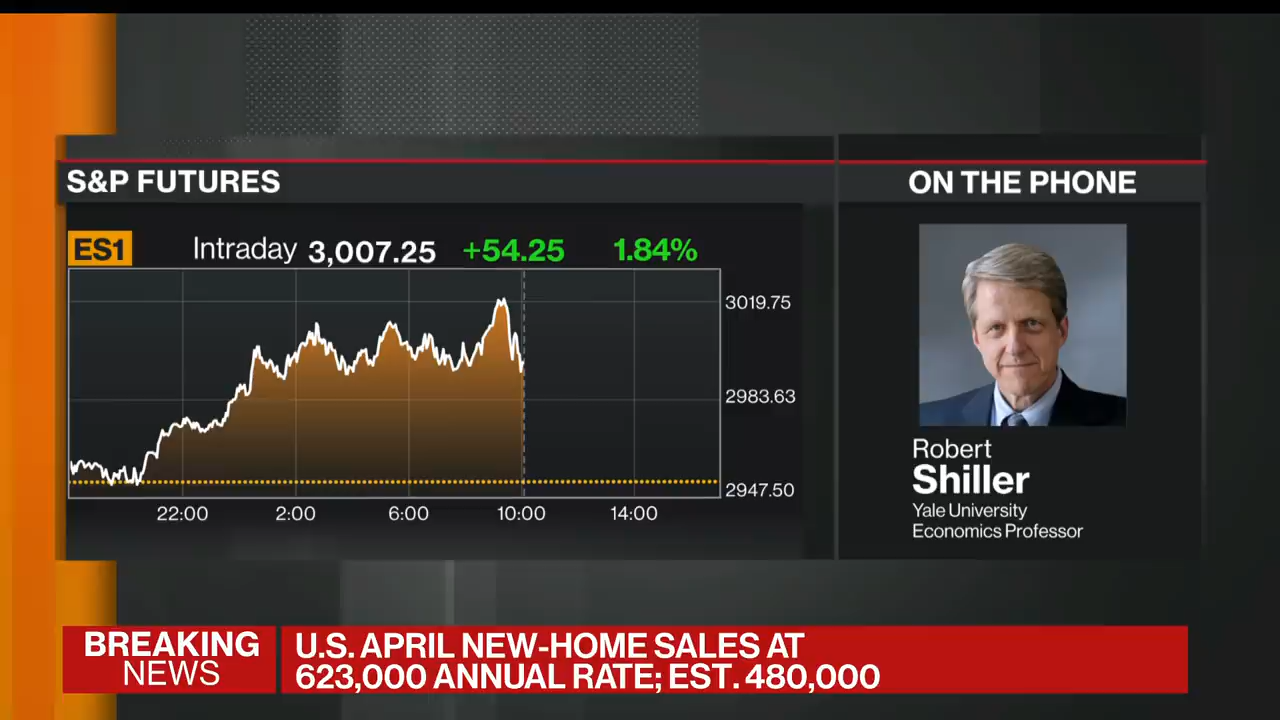 S&P FUTURES
ES1 Intraday 3,007.25 +54.25 1.84%
3019.75
2983.63
2947.50
22:00 2:00 6:00 10:00 14:00
ON THE PHONE
Robert
Shiller
Yale University
Economics Professor
BREAKING
NEWS
U.S. APRIL NEW-HOME SALES AT
623,000 ANNUAL RATE; EST. 480,000